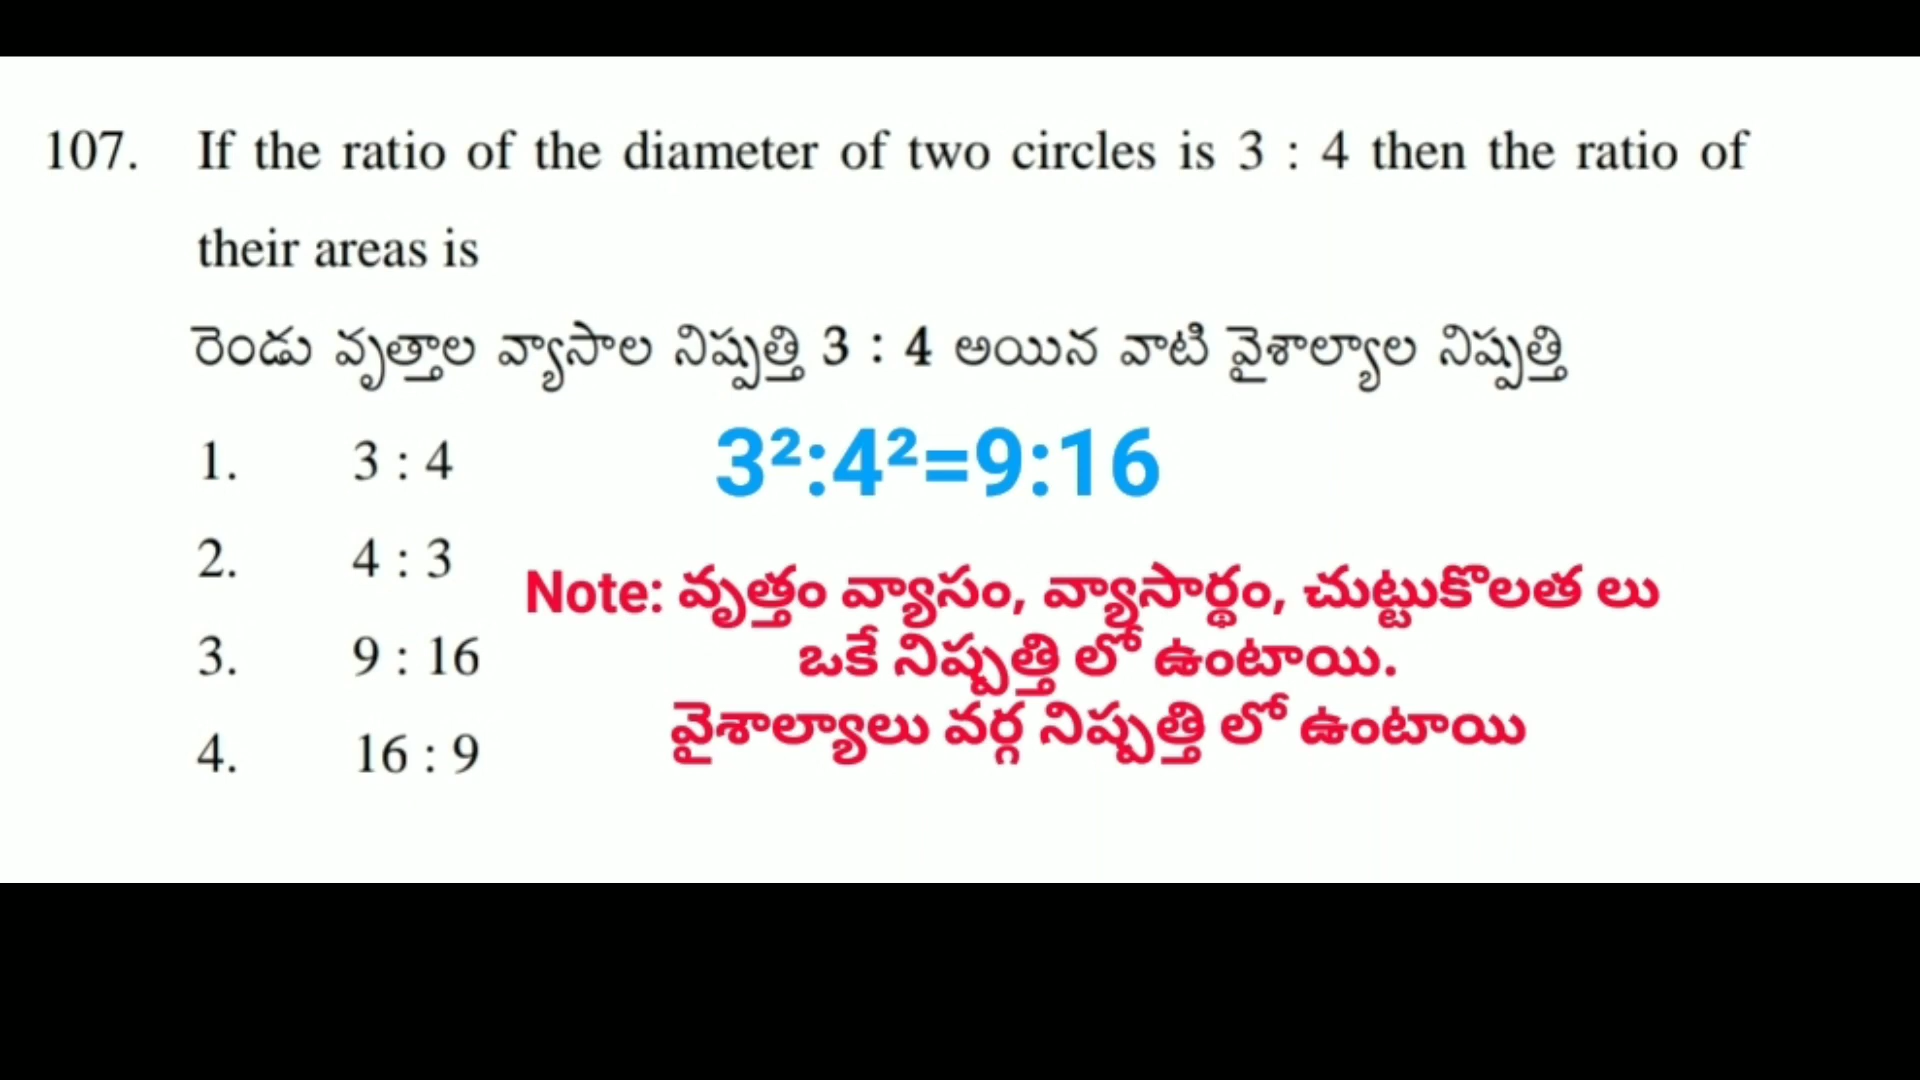 107. If the ratio of the diameter of two circles is 3 : 4 then the ratio of
their areas is
రెండు వృత్తాల వ్యాసాల నిష్పత్తి 3 : 4 అయిన వాటి వైశాల్యాల నిష్పత్తి
1. 3 : 4
3²:4²=9:16
2. 4 : 3
Note: వృత్తం వ్యాసం, వ్యాసార్థం, చుట్టుకొలత లు
3. 9 : 16
ఒకే నిష్పత్తి లో ఉంటాయి.
వైశాల్యాలు వర్గ నిష్పత్తి లో ఉంటాయి
4. 16 : 9